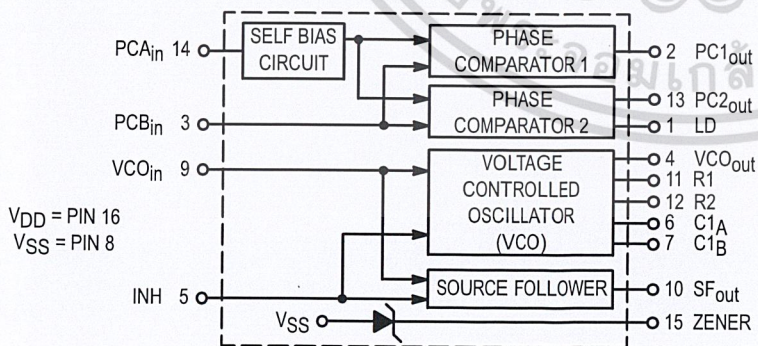 PCAin 14
SELF BIAS
CIRCUIT
PHASE
COMPARATOR 1
2 PC1out
PCBin 3
PHASE
COMPARATOR 2
13 PC2out
1 LD
VCOin 9
VOLTAGE
CONTROLLED
OSCILLATOR
(VCO)
4 VCOout
11 R1
12 R2
6 C1A
7 C1B
VDD = PIN 16
VSS = PIN 8
INH 5
SOURCE FOLLOWER
10 SFout
VSS
15 ZENER